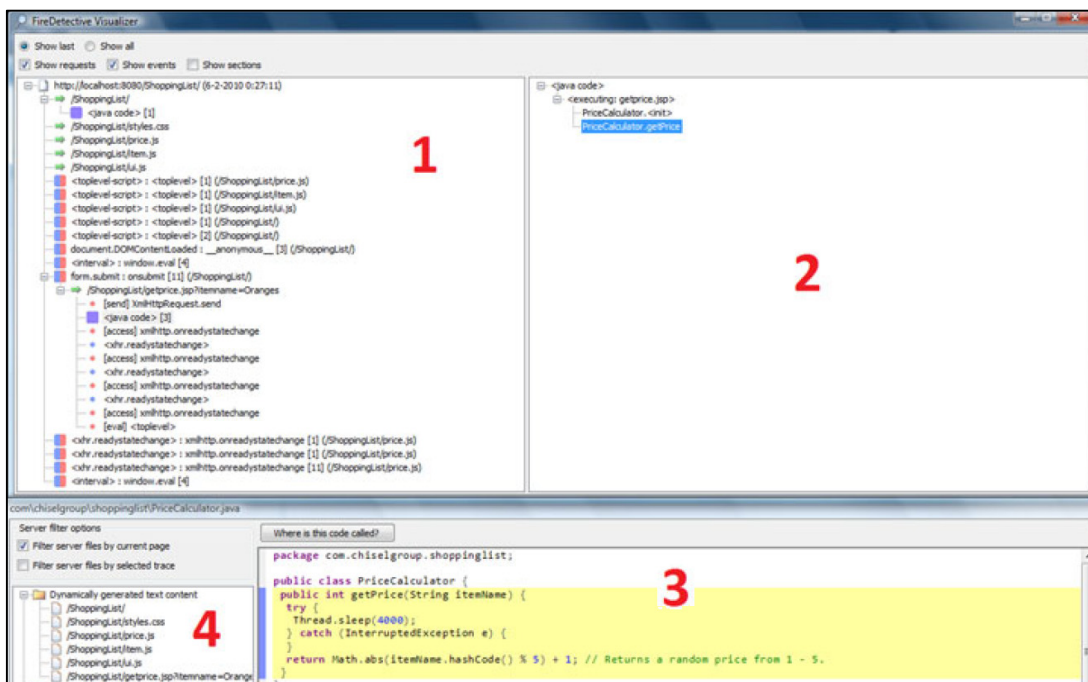 FireDetective Visualizer
Show last Show all
Show requests Show events Show sections
http://localhost:8080/ShoppingList/ (6-2-2010 0:27:11)
/ShoppingList/
<java code> [1]
/ShoppingList/styles.css
/ShoppingList/price.js
/ShoppingList/item.js
/ShoppingList/ui.js
<toplevel-script> : <toplevel> [1] (/ShoppingList/price.js)
<toplevel-script> : <toplevel> [1] (/ShoppingList/item.js)
<toplevel-script> : <toplevel> [1] (/ShoppingList/ui.js)
<toplevel-script> : <toplevel> [1] (/ShoppingList/)
<toplevel-script> : <toplevel> [2] (/ShoppingList/)
document.DOMContentLoaded : __anonymous__ [3] (/ShoppingList/)
<interval> : window.eval [4]
form.submit : onsubmit [11] (/ShoppingList/)
/ShoppingList/getprice.jsp?itemname=Oranges
[send] XmlHttpRequest.send
<java code> [3]
[access] xmlhttp.onreadystatechange
<xhr.readystatechange>
[access] xmlhttp.onreadystatechange
<xhr.readystatechange>
[access] xmlhttp.onreadystatechange
<xhr.readystatechange>
[access] xmlhttp.onreadystatechange
[eval] <toplevel>
<xhr.readystatechange> : xmlhttp.onreadystatechange [1] (/ShoppingList/price.js)
<xhr.readystatechange> : xmlhttp.onreadystatechange [1] (/ShoppingList/price.js)
<xhr.readystatechange> : xmlhttp.onreadystatechange [11] (/ShoppingList/price.js)
<interval> : window.eval [4]
1
<java code>
<executing: getprice.jsp>
PriceCalculator.<init>
PriceCalculator.getPrice
2
com\chiselgroup\shoppinglist\PriceCalculator.java
Server filter options
Filter server files by current page
Filter server files by selected trace
Dynamically generated text content
/ShoppingList/
/ShoppingList/styles.css
/ShoppingList/price.js
/ShoppingList/item.js
/ShoppingList/ui.js
/ShoppingList/getprice.jsp?itemname=Orange
4
Where is this code called?
package com.chiselgroup.shoppinglist;
public class PriceCalculator {
public int getPrice(String itemName) {
try {
Thread.sleep(4000);
} catch (InterruptedException e) {
}
return Math.abs(itemName.hashCode() % 5) + 1; // Returns a random price from 1 - 5.
}
3